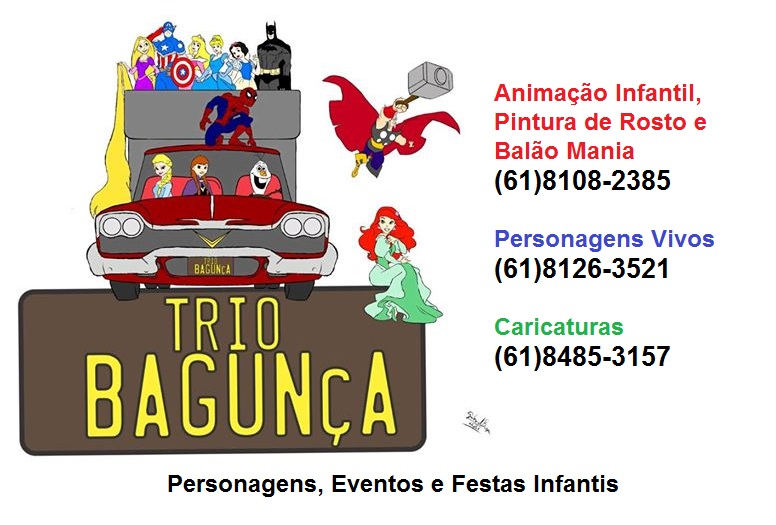 Animação Infantil,
Pintura de Rosto e
Balão Mania
(61)8108-2385
Personagens Vivos
(61)8126-3521
Caricaturas
(61)8485-3157
TRIO
BAGUNÇA
TRIO
BAGUNçA
Personagens, Eventos e Festas Infantis